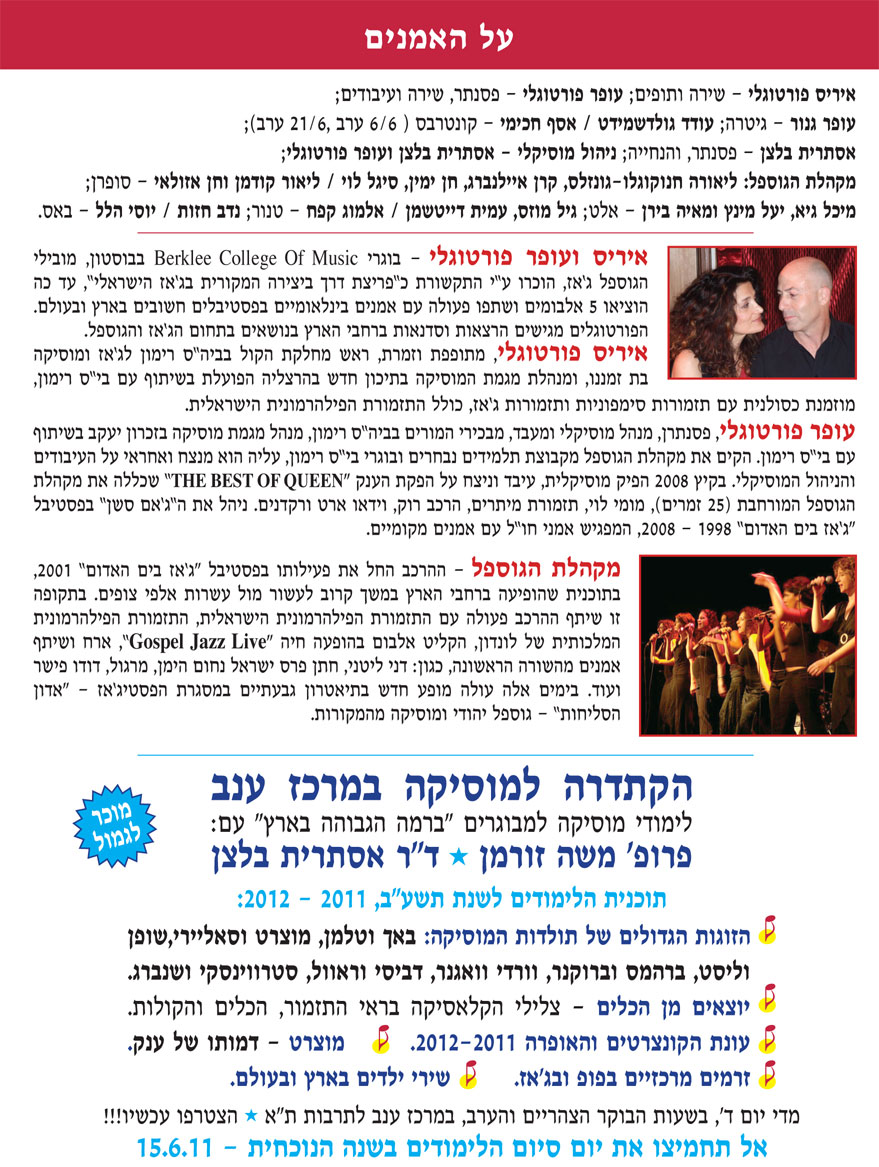 על האמנים
איריס פורטוגלי – שירה ותופים; עופר פורטוגלי – פסנתר, שירה ועיבודים;
עופר גנור – גיטרה; עודד גולדשמידט / אסף חכימי – קונטרבס ( 6/6 ערב ,21/6 ערב);
אסתרית בלצן – פסנתר, והנחייה; ניהול מוסיקלי – אסתרית בלצן ועופר פורטוגלי;
מקהלת הגוספל: ליאורה חנוקוגלו-גונזלס, קרן איילנברג, חן ימין, סיגל לוי / ליאור קודמן וחן אזולאי – סופרן;
מיכל גיא, יעל מינץ ומאיה בירן – אלט; גיל מוזס, עמית דייטשמן / אלמוג קפח – טנור; נדב חזות / יוסי הלל – באס.
איריס ועופר פורטוגלי – בוגרי Berklee College Of Music בבוסטון, מובילי
הגוספל ג'אז, הוכרו ע"י התקשורת כ"פריצת דרך ביצירה המקורית בג'אז הישראלי", עד כה
הוציאו 5 אלבומים ושתפו פעולה עם אמנים בינלאומיים בפסטיבלים חשובים בארץ ובעולם.
הפורטוגלים מגישים הרצאות וסדנאות ברחבי הארץ בנושאים בתחום הג'אז והגוספל.
איריס פורטוגלי, מתופפת וזמרת, ראש מחלקת הקול בביה"ס רימון לג'אז ומוסיקה
בת זמננו, ומנהלת מגמת המוסיקה בתיכון חדש בהרצליה הפועלת בשיתוף עם בי"ס רימון,
מוזמנת כסולנית עם תזמורות סימפוניות ותזמורות ג'אז, כולל התזמורת הפילהרמונית הישראלית.
עופר פורטוגלי, פסנתרן, מנהל מוסיקלי ומעבד, מבכירי המורים בביה"ס רימון, מנהל מגמת מוסיקה בזכרון יעקב בשיתוף
עם בי"ס רימון. הקים את מקהלת הגוספל מקבוצת תלמידים נבחרים ובוגרי בי"ס רימון, עליה הוא מנצח ואחראי על העיבודים
והניהול המוסיקלי. בקיץ 2008 הפיק מוסיקלית, עיבד וניצח על הפקת הענק "THE BEST OF QUEEN" שכללה את מקהלת
הגוספל המורחבת (25 זמרים), מומי לוי, תזמורת מיתרים, הרכב רוק, וידאו ארט ורקדנים. ניהל את ה"ג'אם סשן" בפסטיבל
"ג'אז בים האדום" 1998 – 2008, המפגיש אמני חו"ל עם אמנים מקומיים.
מקהלת הגוספל – ההרכב החל את פעילותו בפסטיבל "ג'אז בים האדום" 2001,
בתוכנית שהופיעה ברחבי הארץ במשך קרוב לעשור מול עשרות אלפי צופים. בתקופה
זו שיתף ההרכב פעולה עם התזמורת הפילהרמונית הישראלית, התזמורת הפילהרמונית
המלכותית של לונדון, הקליט אלבום בהופעה חיה "Gospel Jazz Live", ארח ושיתף
אמנים מהשורה הראשונה, כגון: דני ליטני, חתן פרס ישראל נחום הימן, מרגול, דודו פישר
ועוד. בימים אלה עולה מופע חדש בתיאטרון גבעתיים במסגרת הפסטיג'אז – "אדון
הסליחות" – גוספל יהודי ומוסיקה מהמקורות.
הקתדרה למוסיקה במרכז ענב
מוכר
לגמול
לימודי מוסיקה למבוגרים "ברמה הגבוהה בארץ" עם:
פרופ' משה זורמן ★ ד"ר אסתרית בלצן
תוכנית הלימודים לשנת תשע"ב, 2011 – 2012:
הזוגות הגדולים של תולדות המוסיקה: באך וטלמן, מוצרט וסאליירי,שופן
וליסט, ברהמס וברוקנר, וורדי וואגנר, דביסי וראוול, סטרווינסקי ושנברג.
יוצאים מן הכלים – צלילי הקלאסיקה בראי התזמור, הכלים והקולות.
עונת הקונצרטים והאופרה 2011–2012. מוצרט – דמותו של ענק.
זרמים מרכזיים בפופ ובג'אז. שירי ילדים בארץ ובעולם.
מדי יום ד', בשעות הבוקר הצהריים והערב, במרכז ענב לתרבות ת"א ★ הצטרפו עכשיו!!!
אל תחמיצו את יום סיום הלימודים בשנה הנוכחית – 15.6.11